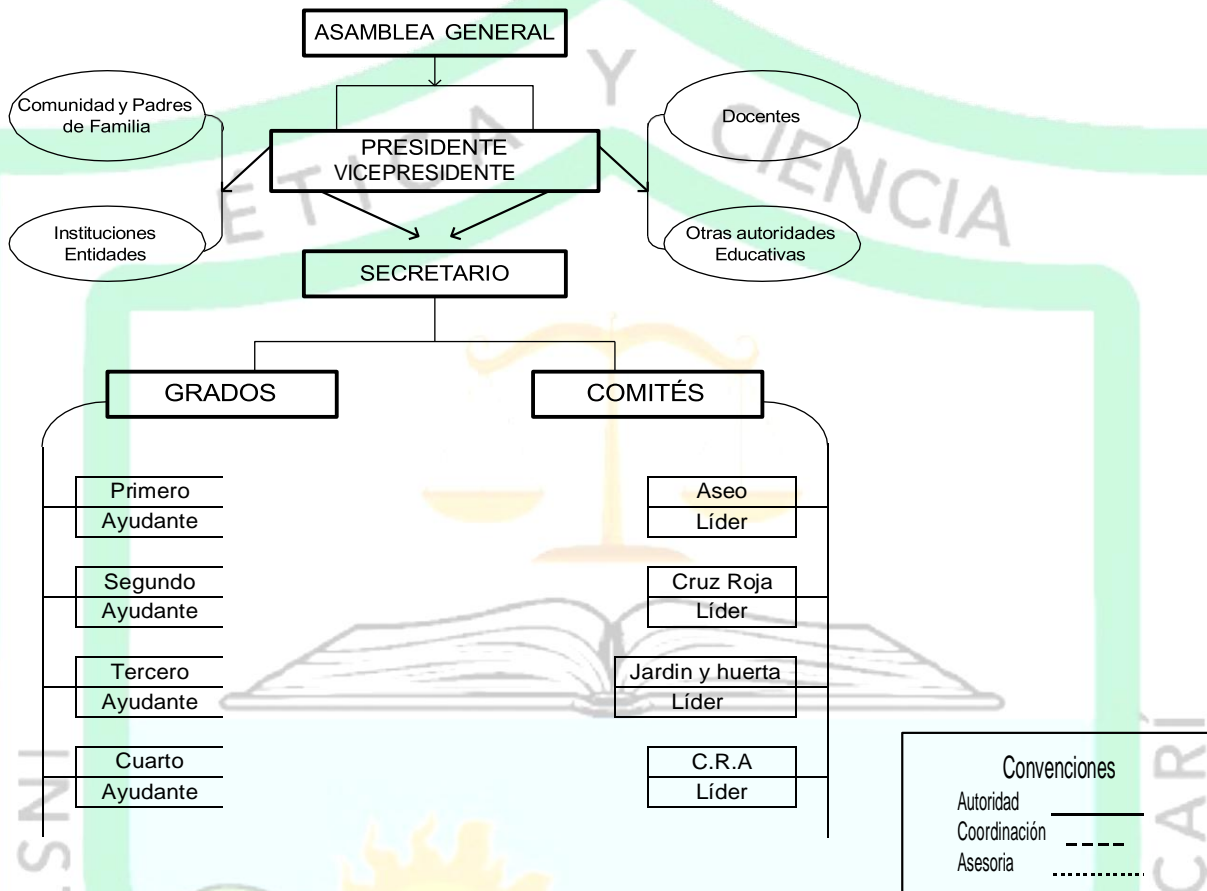 ASAMBLEA GENERAL
Y
Comunidad y Padres
de Familia
Docentes
ETICA
CIENCIA
PRESIDENTE
VICEPRESIDENTE
Instituciones
Entidades
Otras autoridades
Educativas
SECRETARIO
GRADOS
COMITÉS
Primero
Ayudante
Segundo
Ayudante
Tercero
Ayudante
Cuarto
Ayudante
Aseo
Líder
Cruz Roja
Líder
Jardin y huerta
Líder
C.R.A
Líder
Convenciones
Autoridad
Coordinación
Asesoria